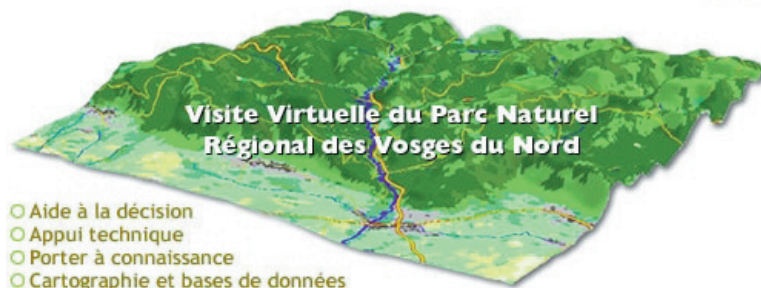 Visite Virtuelle du Parc Naturel
Régional des Vosges du Nord
Aide à la décision
Appui technique
Porter à connaissance
Cartographie et bases de données